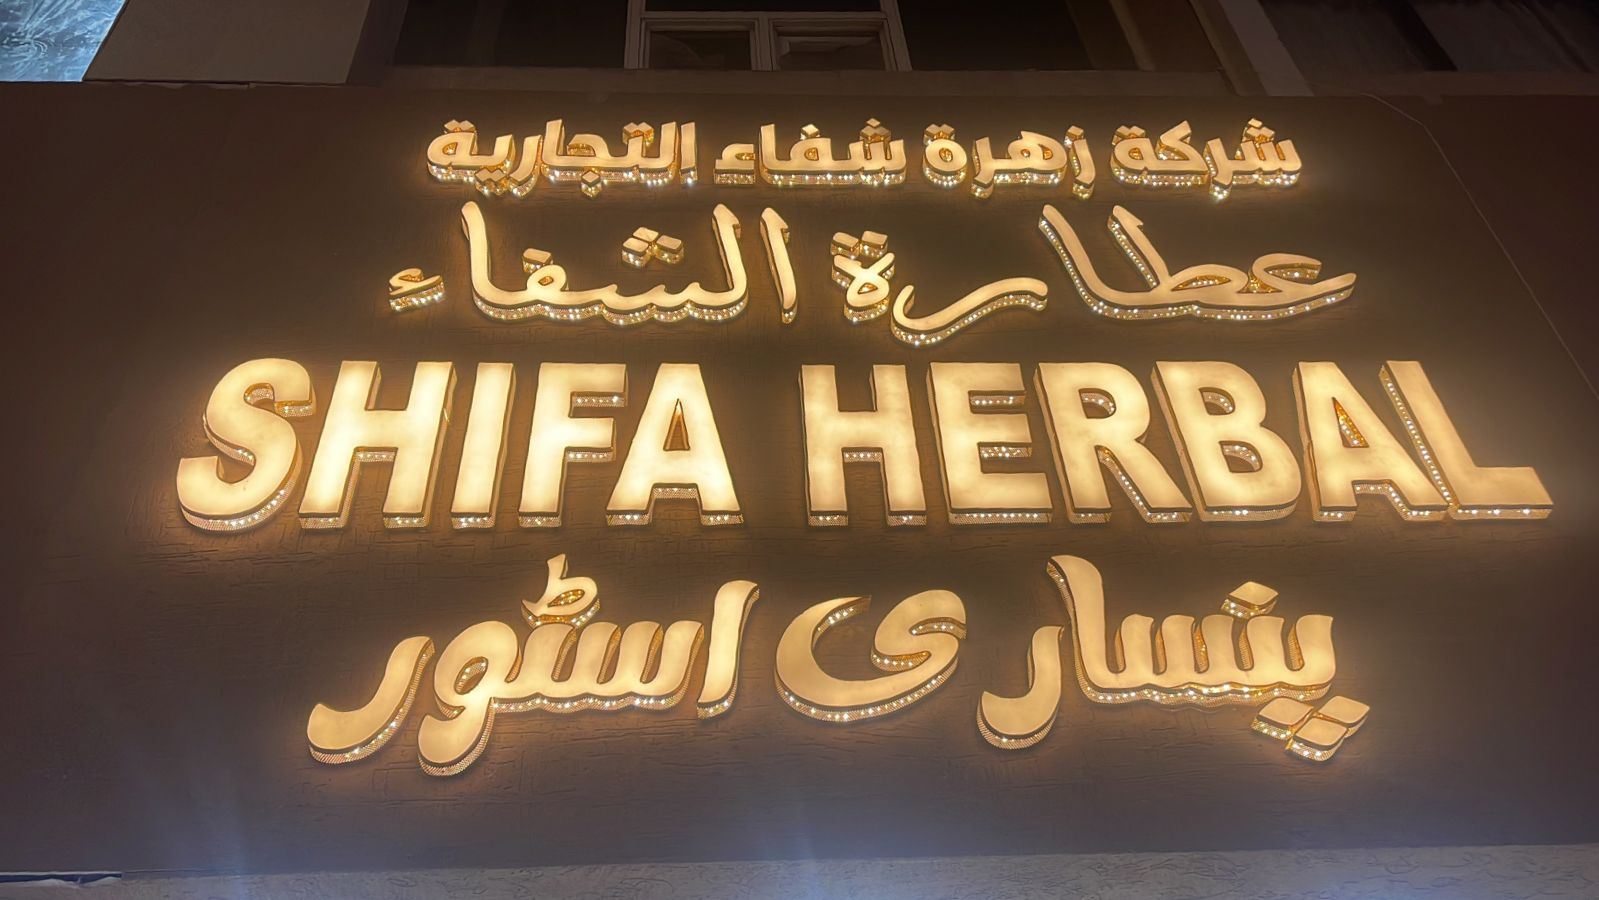 شركة زهرة شفاء التجارية
عطارة الشفاء
SHIFA HERBAL
پنساری اسٹور